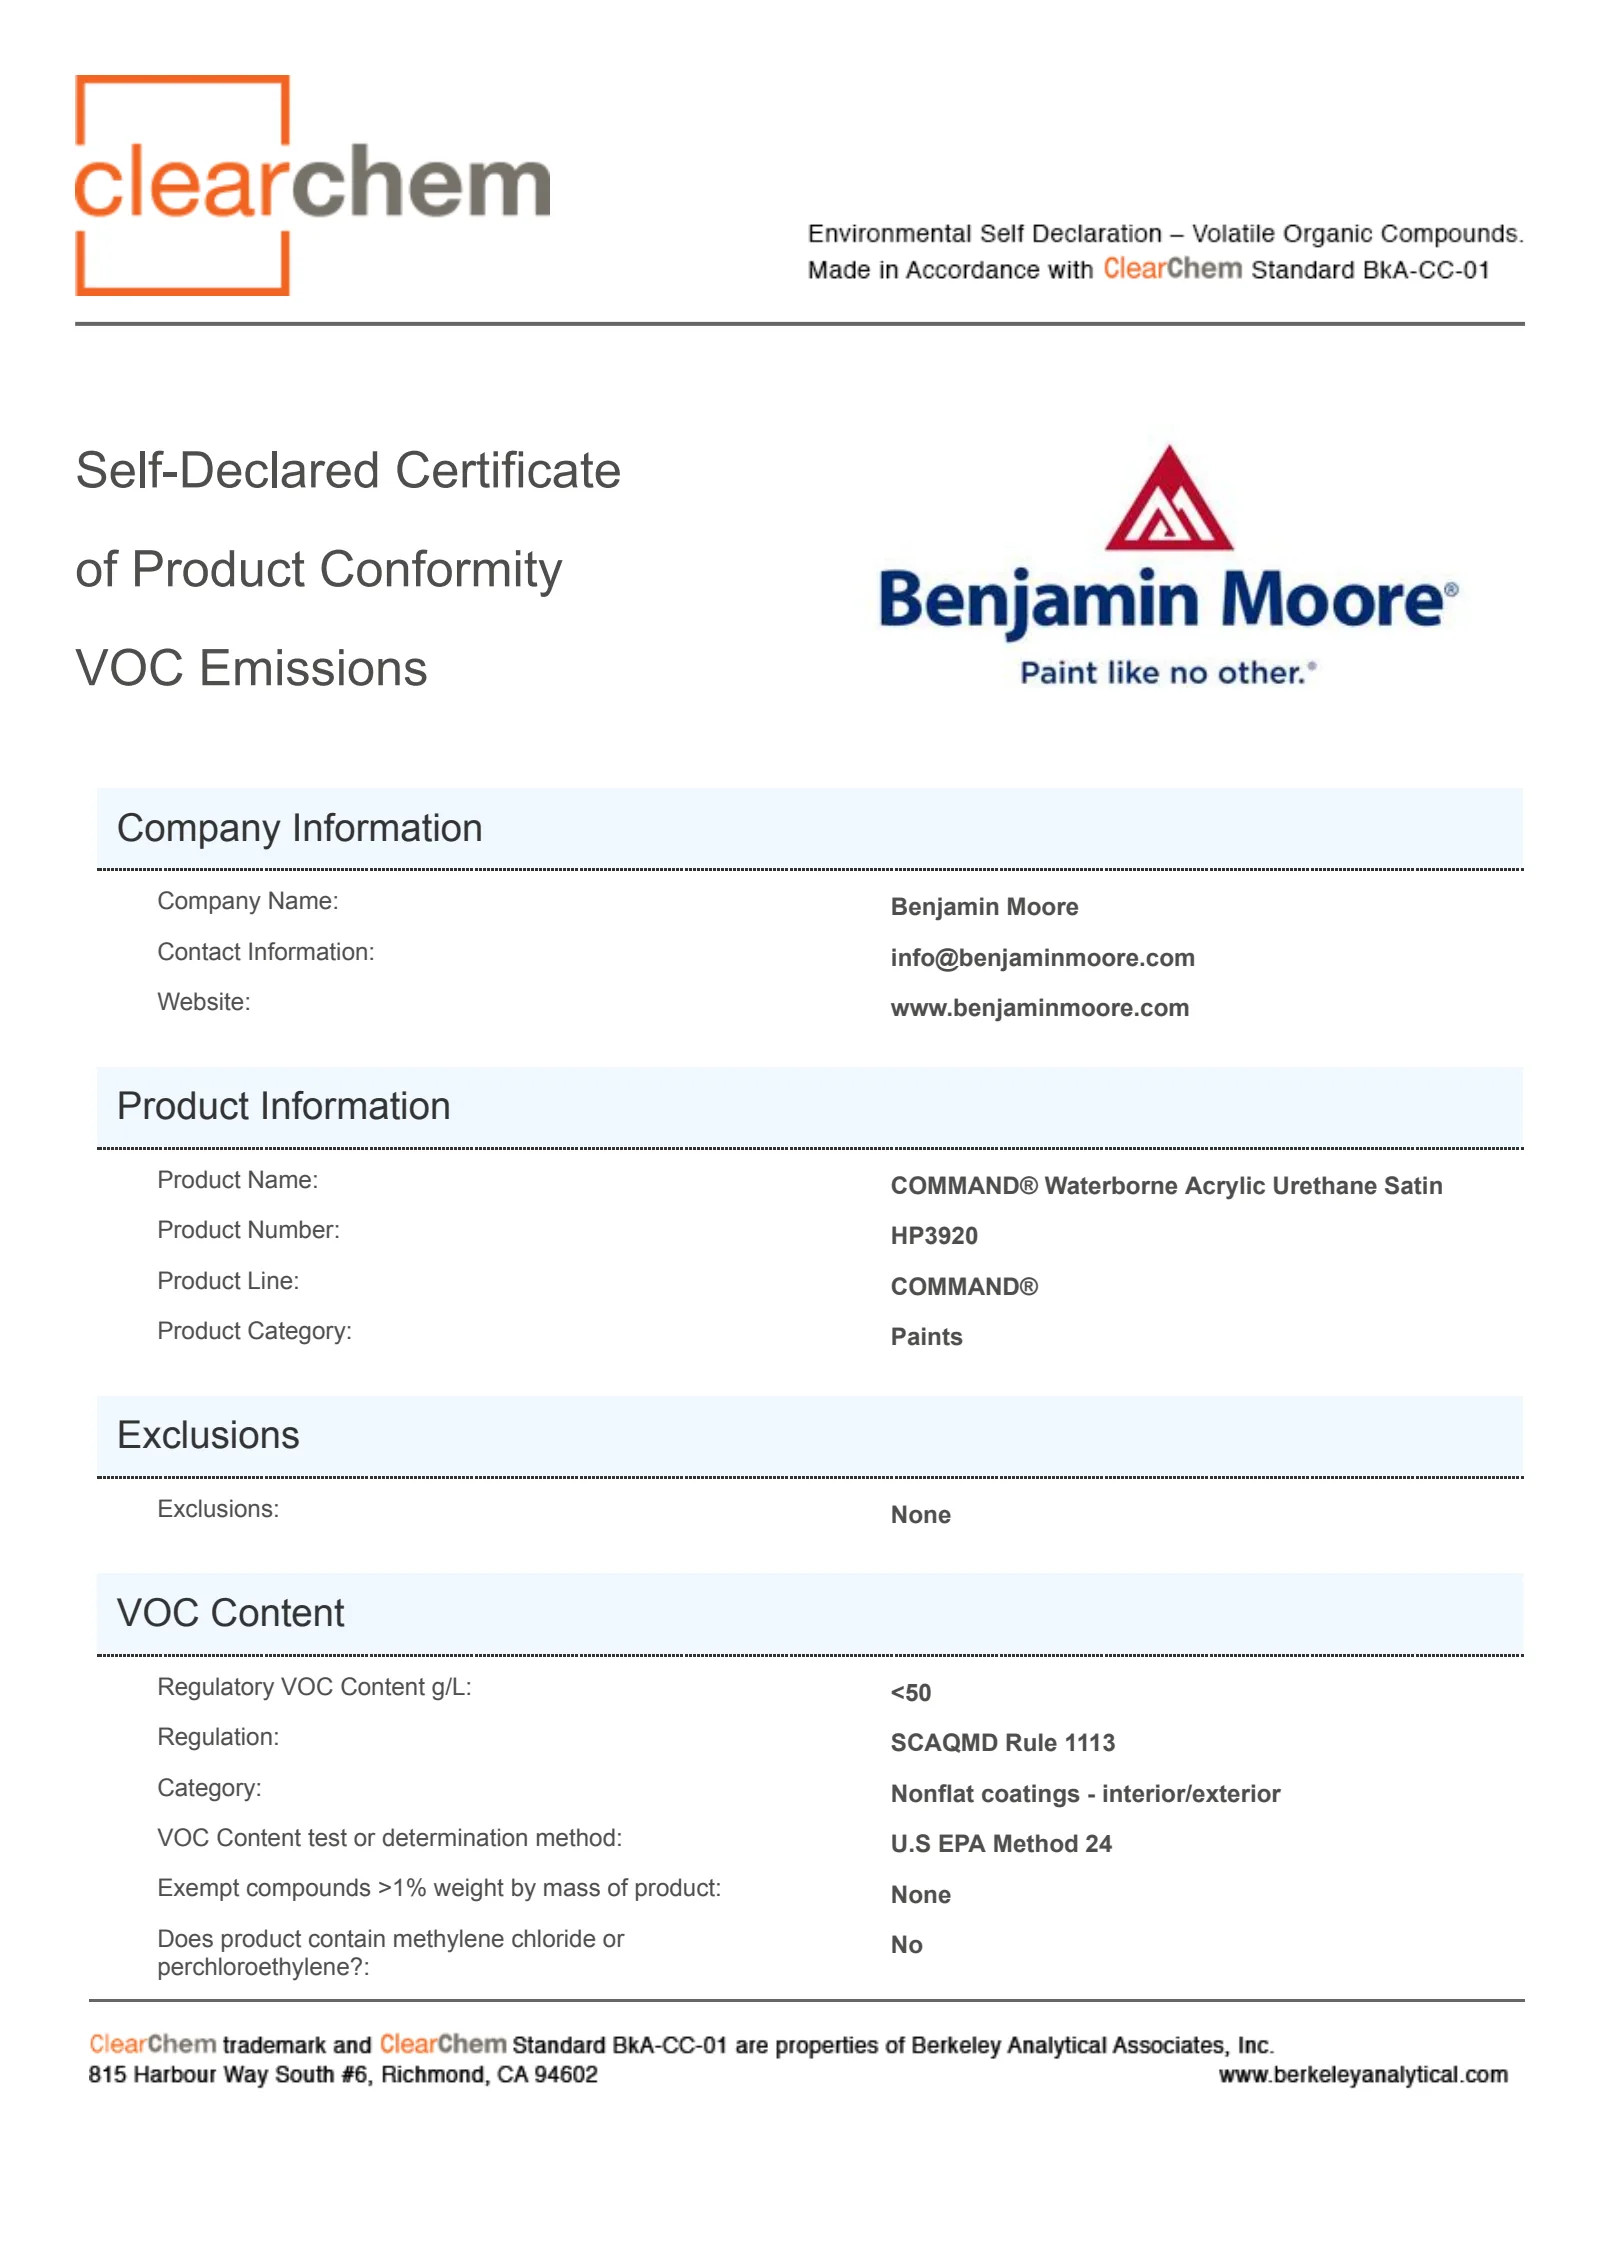 clearchem
Environmental Self Declaration – Volatile Organic Compounds.
Made in Accordance with ClearChem Standard BkA-CC-01
Self-Declared Certificate
of Product Conformity
VOC Emissions
Benjamin Moore®
Paint like no other.®
Company Information
Company Name: Benjamin Moore
Contact Information: info@benjaminmoore.com
Website: www.benjaminmoore.com
Product Information
Product Name: COMMAND® Waterborne Acrylic Urethane Satin
Product Number: HP3920
Product Line: COMMAND®
Product Category: Paints
Exclusions
Exclusions: None
VOC Content
Regulatory VOC Content g/L: <50
Regulation: SCAQMD Rule 1113
Category: Nonflat coatings - interior/exterior
VOC Content test or determination method: U.S EPA Method 24
Exempt compounds >1% weight by mass of product: None
Does product contain methylene chloride or No
perchloroethylene?:
ClearChem trademark and ClearChem Standard BkA-CC-01 are properties of Berkeley Analytical Associates, Inc.
815 Harbour Way South #6, Richmond, CA 94602 www.berkeleyanalytical.com